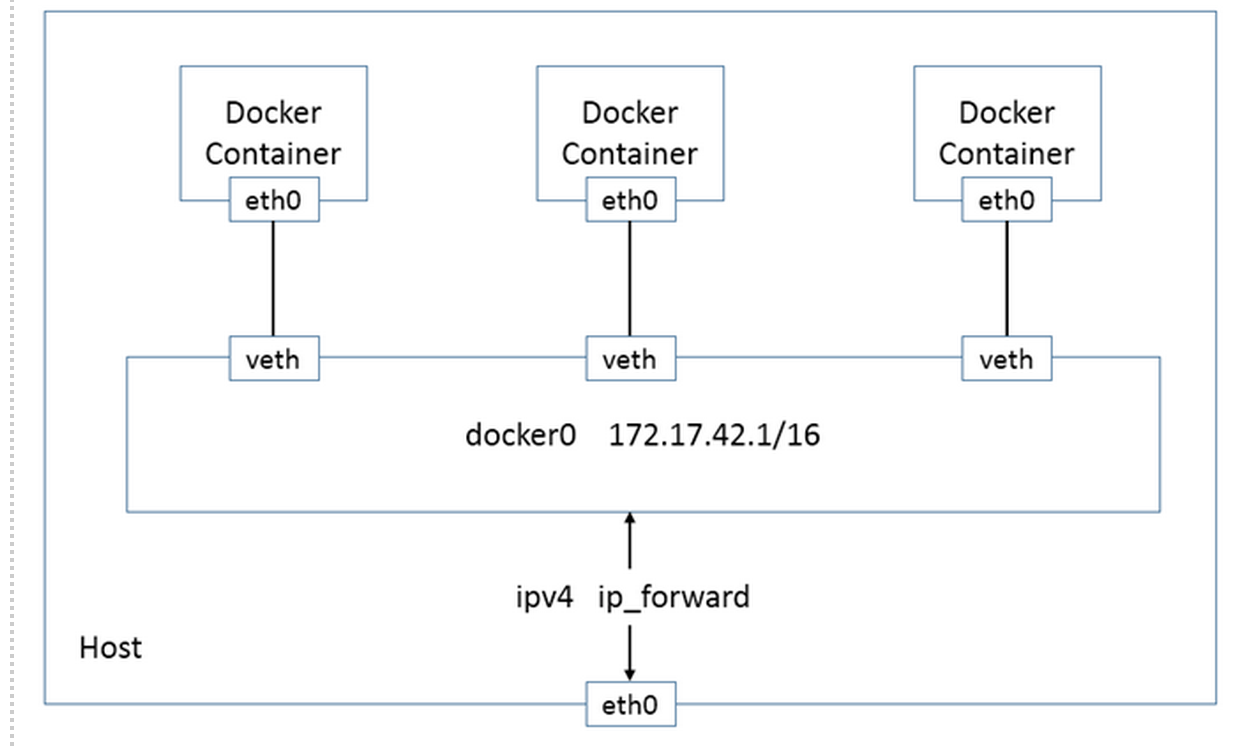 Docker
Container
eth0
Docker
Container
eth0
Docker
Container
eth0
veth
veth
veth
docker0 172.17.42.1/16
ipv4 ip_forward
Host
eth0